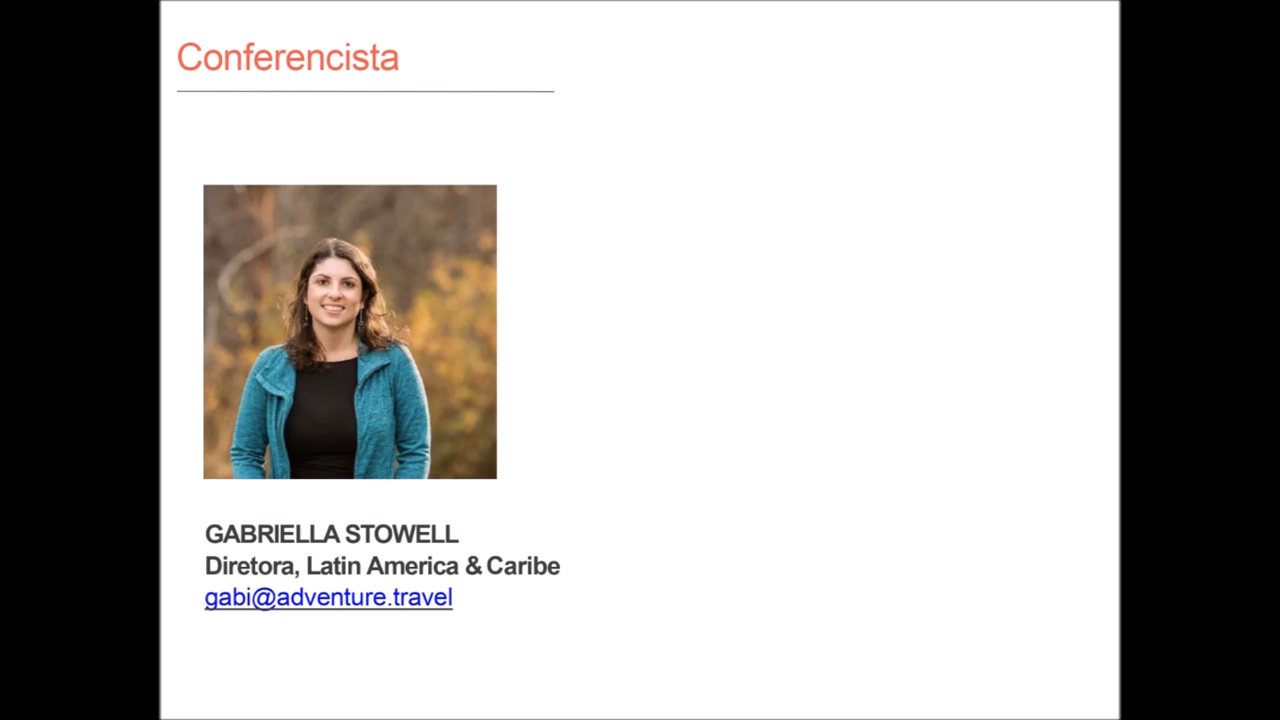 Conferencista
GABRIELLA STOWELL
Diretora, Latin America & Caribe
gabi@adventure.travel